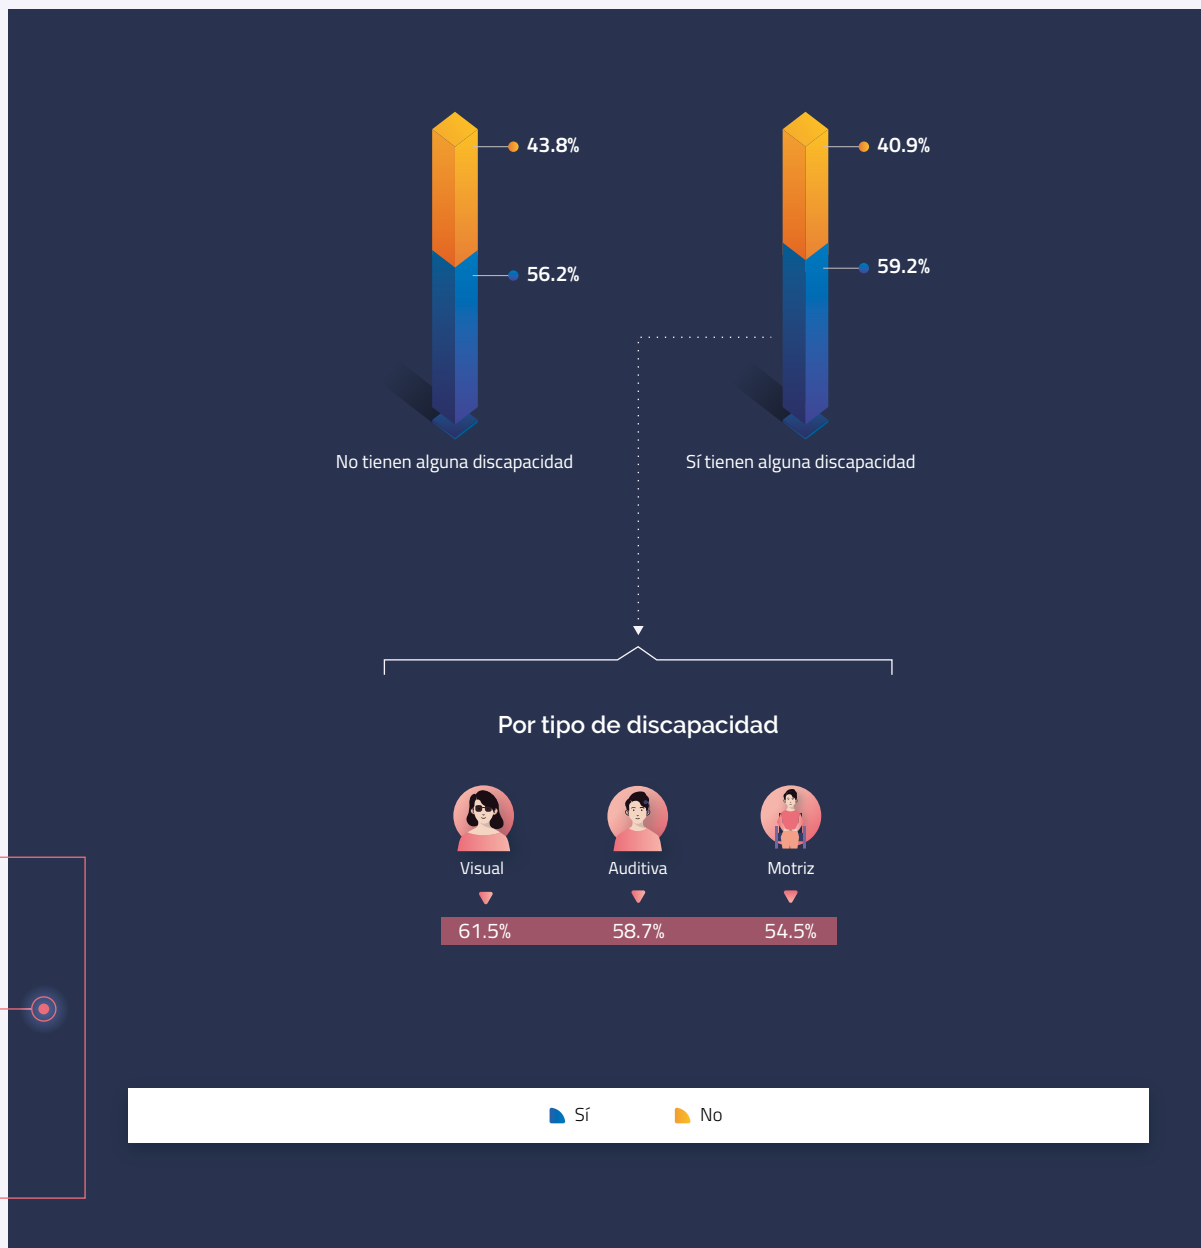 43.8%
40.9%
56.2%
59.2%
No tienen alguna discapacidad
Sí tienen alguna discapacidad
Por tipo de discapacidad
Visual
Auditiva
Motriz
61.5%
58.7%
54.5%
Sí
No